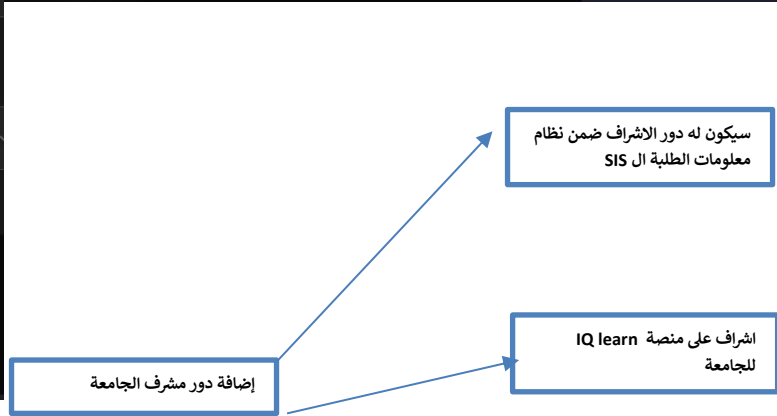 سيكون له دور الاشراف ضمن نظام
معلومات الطلبة ال SIS
اشراف على منصة IQ learn
للجامعة
إضافة دور مشرف الجامعة